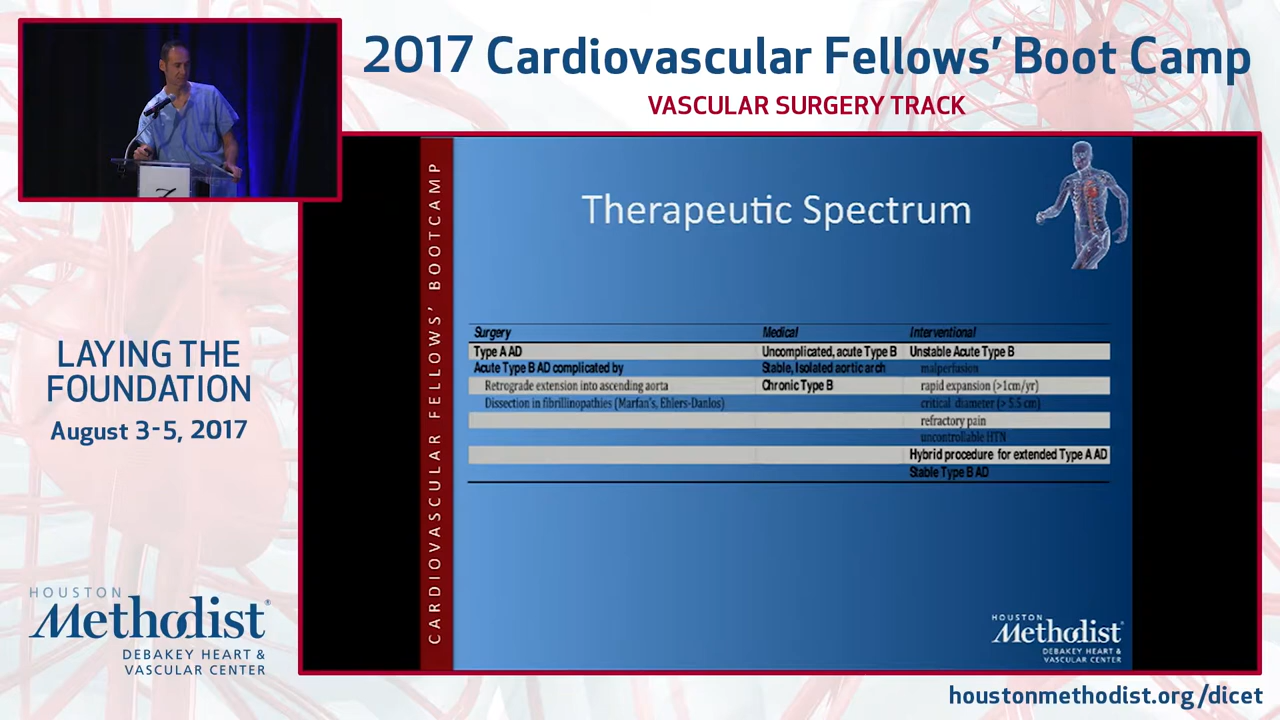 2017 Cardiovascular Fellows' Boot Camp
VASCULAR SURGERY TRACK
LAYING THE
FOUNDATION
August 3-5, 2017
HOUSTON
Methodist®
DEBAKEY HEART &
VASCULAR CENTER
CARDIOVASCULAR FELLOWS' BOOTCAMP
Therapeutic Spectrum
Surgery Medical Interventional
Type A AD Uncomplicated, acute Type B Unstable Acute Type B
Acute Type B AD complicated by Stable, Isolated aortic arch malperfusion
Retrograde extension into ascending aorta Chronic Type B rapid expansion (>1cm/yr)
Dissection in fibrillinopathies (Marfan's, Ehlers-Danlos) critical diameter (> 5.5 cm)
refractory pain
uncontrollable HTN
Hybrid procedure for extended Type A AD
Stable Type B AD
HOUSTON
Methodist®
DEBAKEY HEART &
VASCULAR CENTER
houstonmethodist.org/dicet